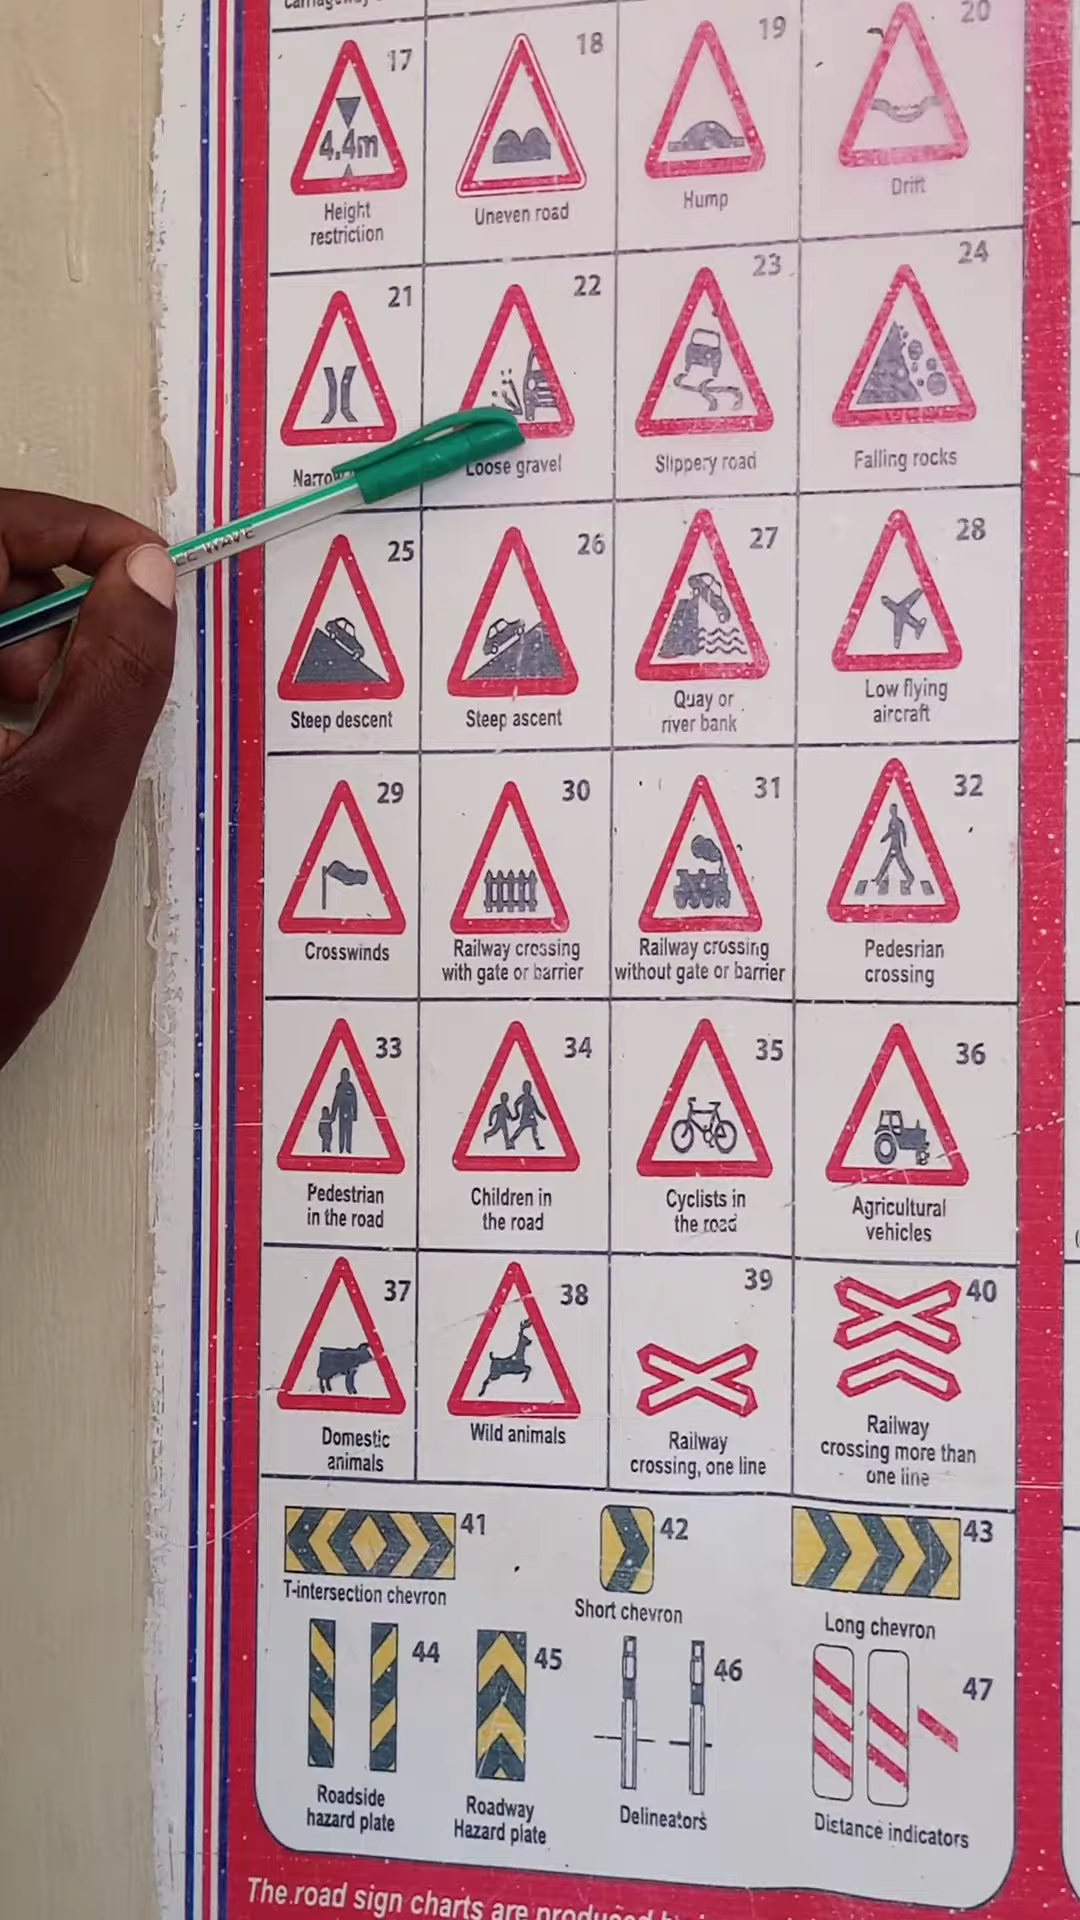 17
4.4m
Height
restriction
18
Uneven road
19
Hump
20
Drift
21
22
Loose gravel
23
Slippery road
24
Falling rocks
25
Steep descent
26
Steep ascent
27
Quay or
river bank
28
Low flying
aircraft
29
Crosswinds
30
Railway crossing
with gate or barrier
31
Railway crossing
without gate or barrier
32
Pedesrian
crossing
33
Pedestrian
in the road
34
Children in
the road
35
Cyclists in
the road
36
Agricultural
vehicles
37
Domestic
animals
38
Wild animals
39
Railway
crossing, one line
40
Railway
crossing more than
one line
41
T-intersection chevron
42
Short chevron
43
Long chevron
44
Roadside
hazard plate
45
Roadway
Hazard plate
46
Delineators
47
Distance indicators
The road sign charts are produced
WAVE